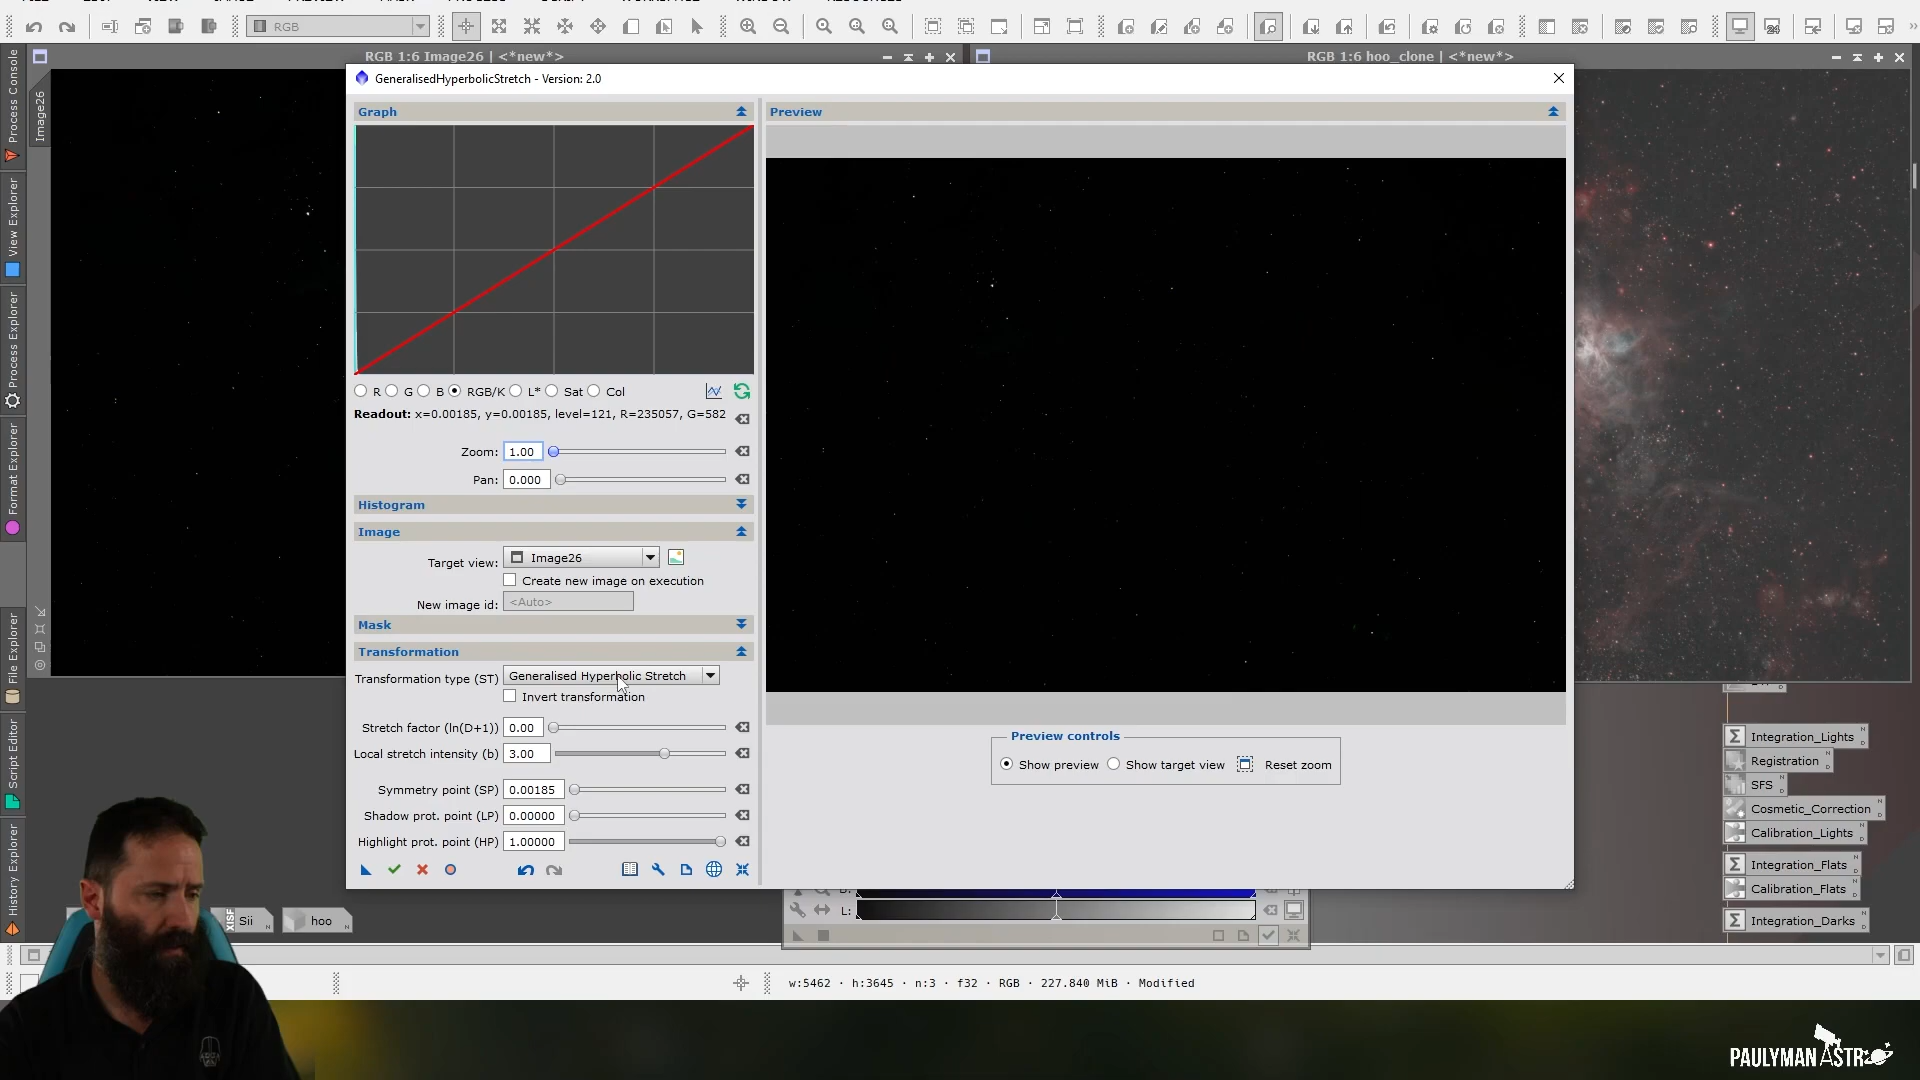 RGB
RGB 1:6 Image26 | <*new*>
RGB 1:6 hoo_clone | <*new*>
Process Console
View Explorer
Process Explorer
Format Explorer
File Explorer
Script Editor
History Explorer
Image26
GeneralisedHyperbolicStretch - Version: 2.0
Graph
R G B RGB/K L* Sat Col
Readout: x=0.00185, y=0.00185, level=121, R=235057, G=582
Zoom: 1.00
Pan: 0.000
Histogram
Image
Target view: Image26
Create new image on execution
New image id: <Auto>
Mask
Transformation
Transformation type (ST) Generalised Hyperbolic Stretch
Invert transformation
Stretch factor (ln(D+1)) 0.00
Local stretch intensity (b) 3.00
Symmetry point (SP) 0.00185
Shadow prot. point (LP) 0.00000
Highlight prot. point (HP) 1.00000
Preview
Preview controls
Show preview Show target view Reset zoom
Integration_Lights
Registration
SFS
Cosmetic_Correction
Calibration_Lights
Integration_Flats
Calibration_Flats
Integration_Darks
XISF Sii
hoo
L:
w:5462 · h:3645 · n:3 · f32 · RGB · 227.840 MiB · Modified
PAULYMAN ASTRO